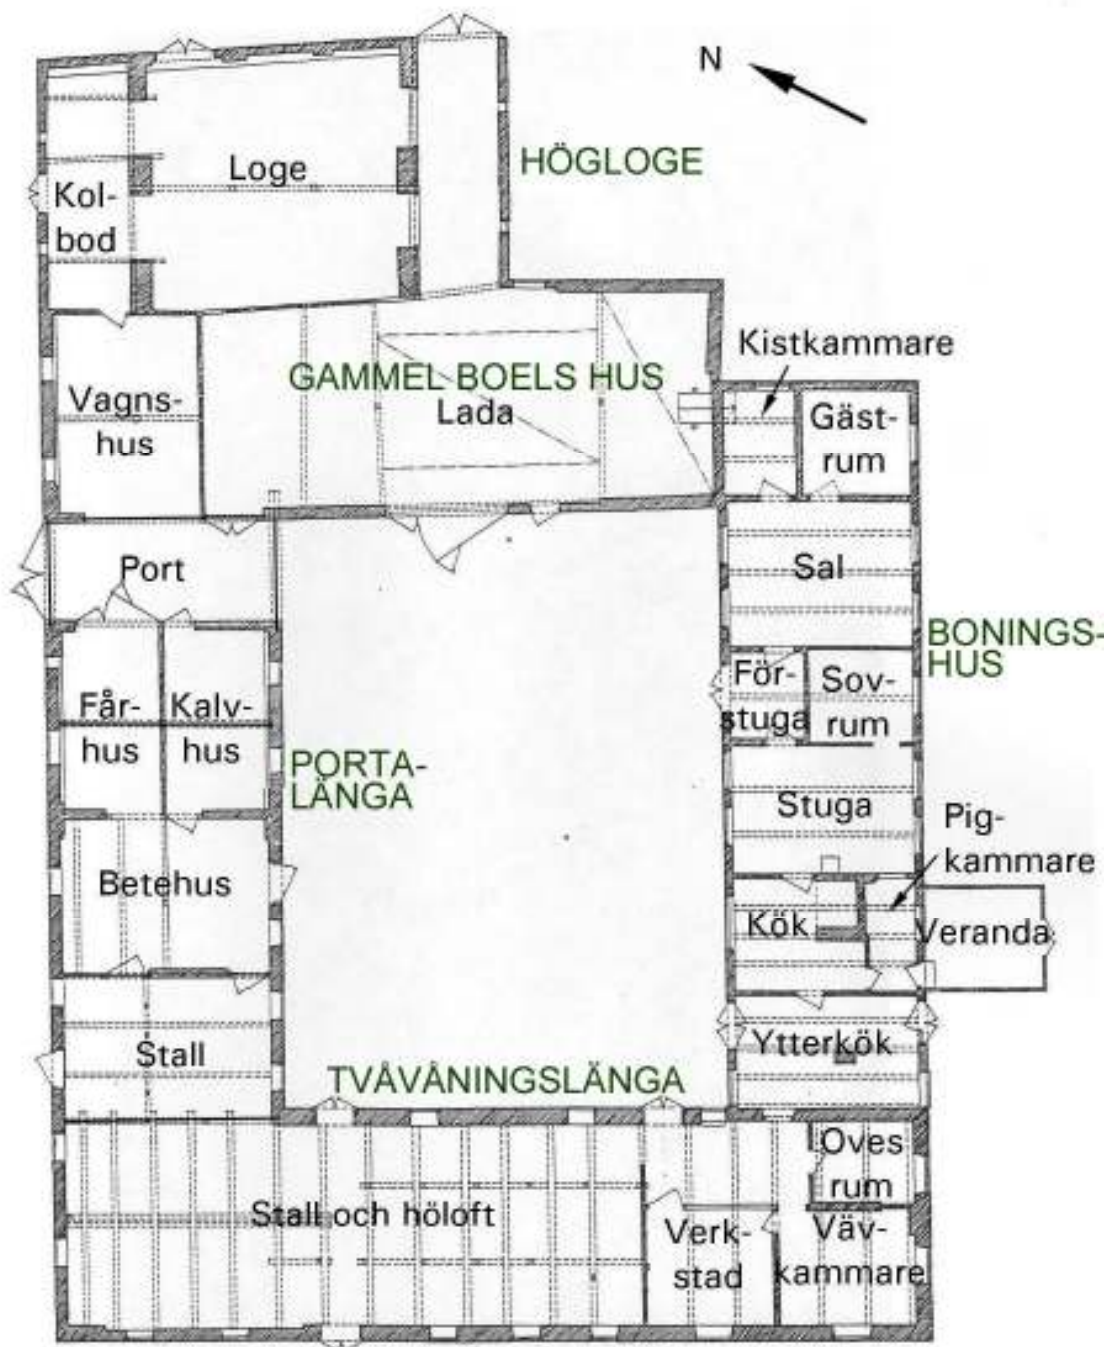 N
HÖGLOGE
Loge
Kol-
bod
Kistkammare
GAMMEL BOELS HUS
Lada
Vagns-
hus
Gäst-
rum
Port
Sal
BONINGS-
HUS
För-
stuga
Sov-
rum
Får-
hus
Kalv-
hus
PORTA-
LÄNGA
Stuga
Pig-
kammare
Betehus
Kök
Veranda
Stall
Ytterkök
TVÅVÅNINGSLÄNGA
Oves
rum
Stall och höloft
Verk-
stad
Väv-
kammare